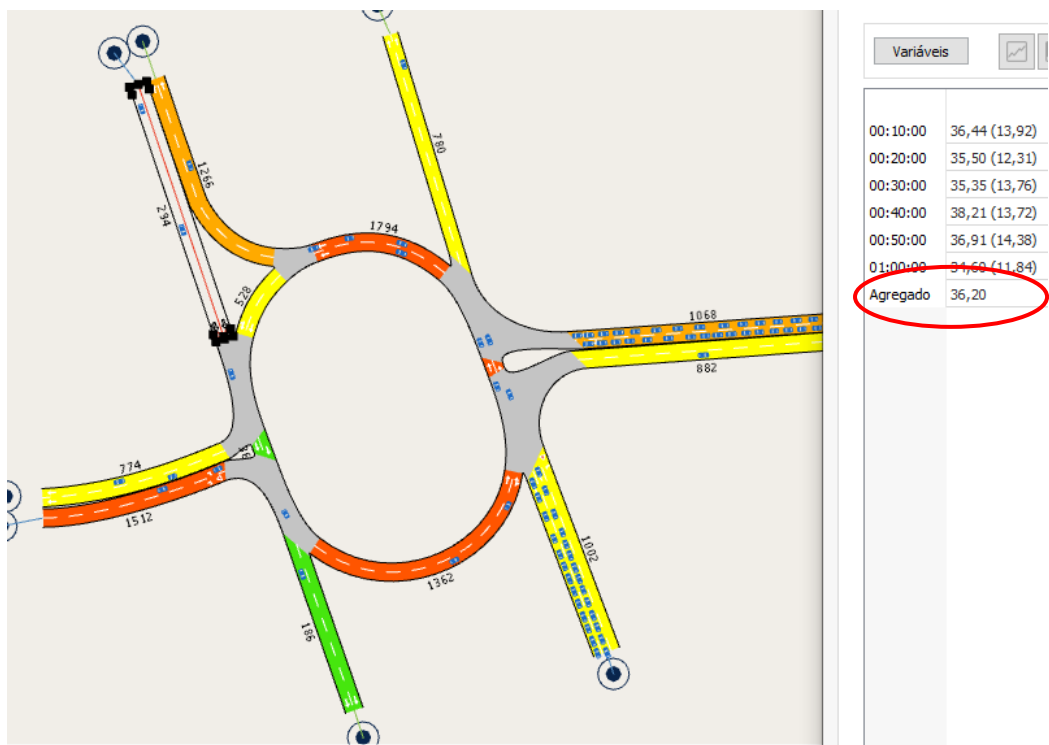 Variáveis
00:10:00 36,44 (13,92)
00:20:00 35,50 (12,31)
00:30:00 35,35 (13,76)
00:40:00 38,21 (13,72)
00:50:00 36,91 (14,38)
01:00:00 34,60 (11,84)
Agregado 36,20
780
1266
294
1794
528
1068
882
774
1512
1002
1362
186